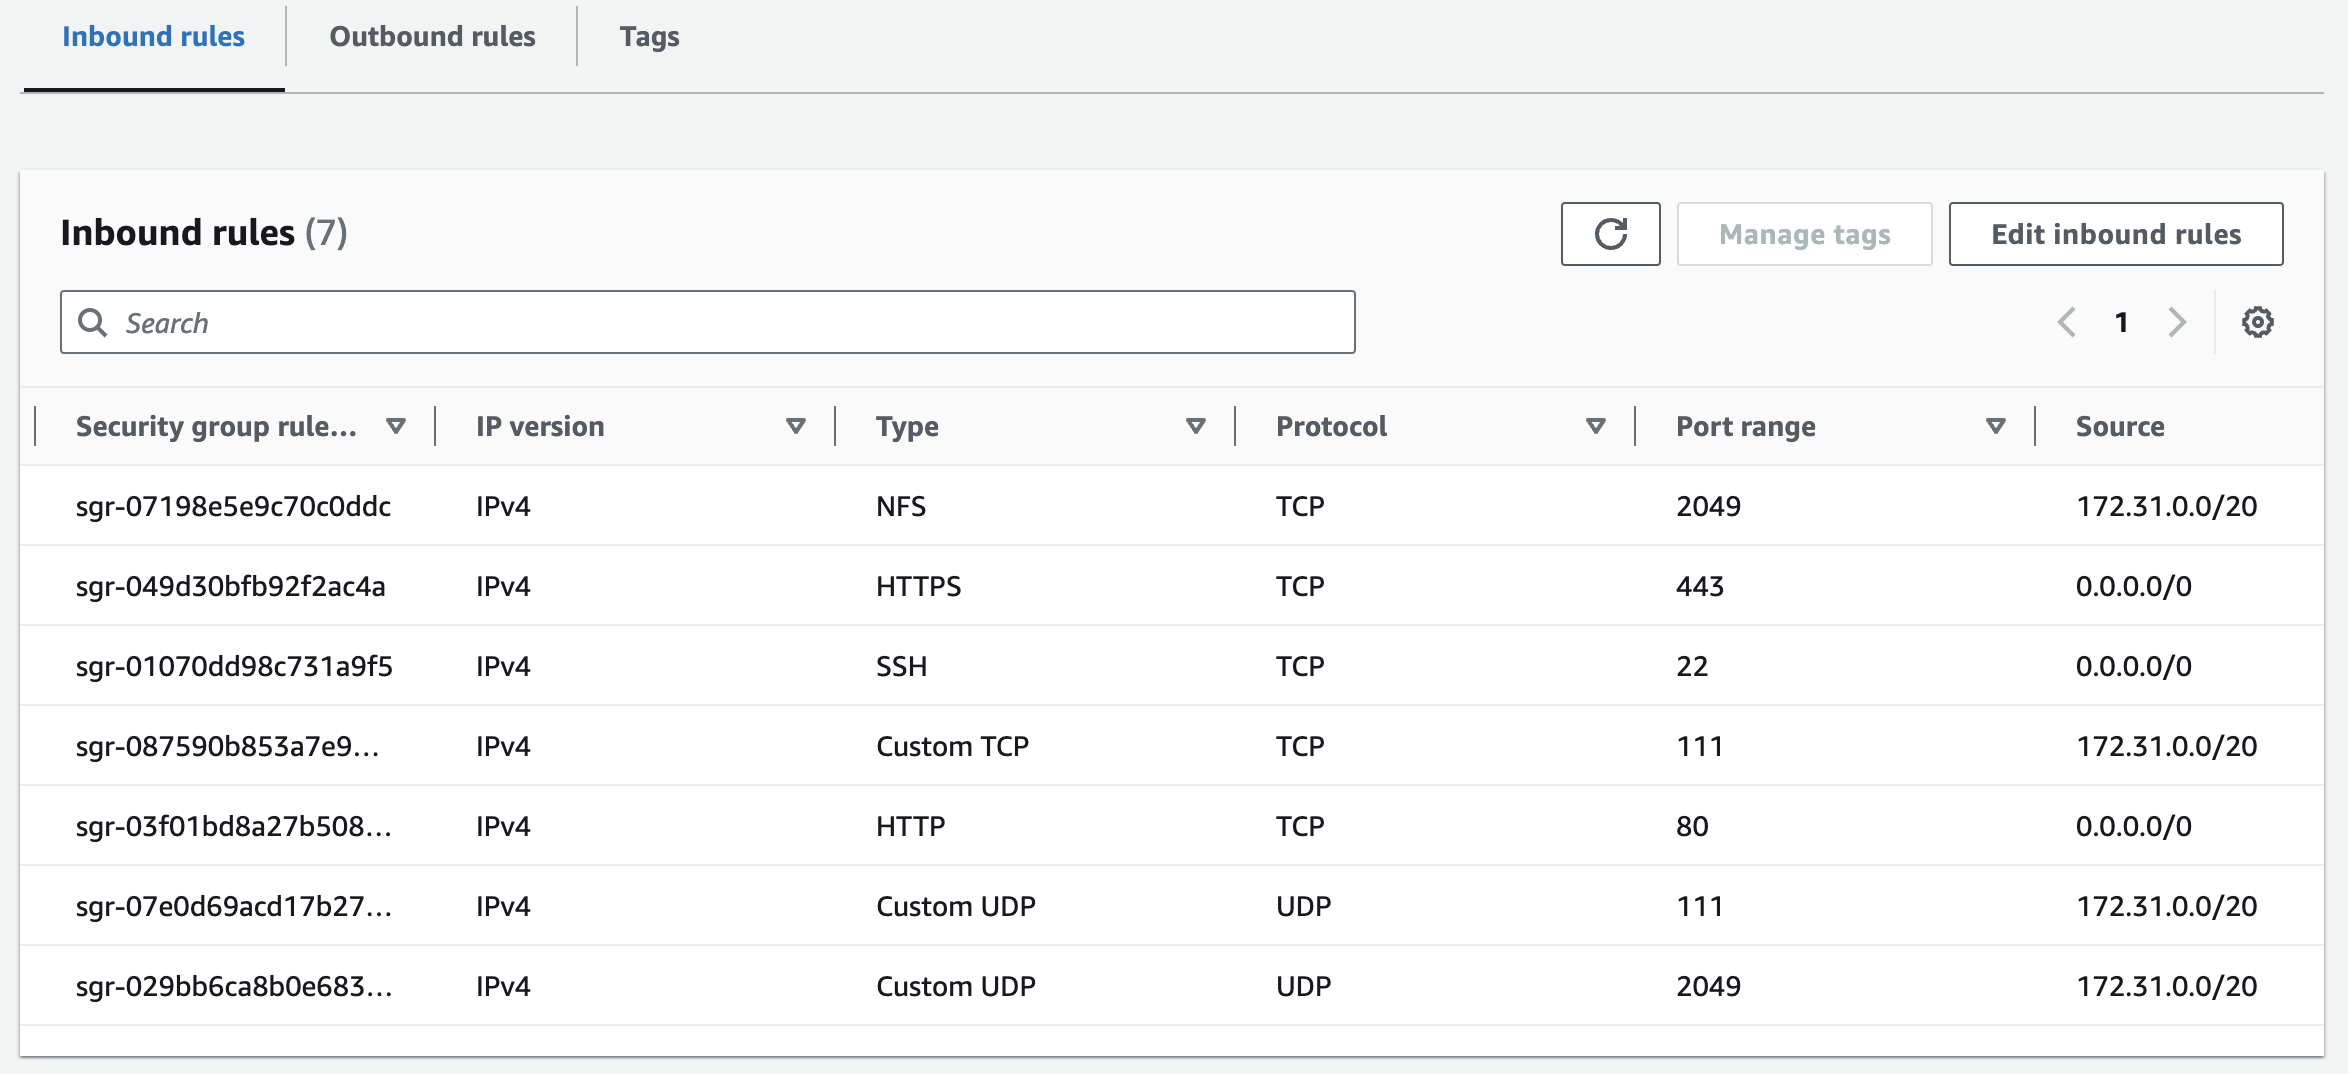 Inbound rules Outbound rules Tags
Inbound rules (7) Manage tags Edit inbound rules
Search 1
Security group rule... IP version Type Protocol Port range Source
sgr-07198e5e9c70c0ddc IPv4 NFS TCP 2049 172.31.0.0/20
sgr-049d30bfb92f2ac4a IPv4 HTTPS TCP 443 0.0.0.0/0
sgr-01070dd98c731a9f5 IPv4 SSH TCP 22 0.0.0.0/0
sgr-087590b853a7e9... IPv4 Custom TCP TCP 111 172.31.0.0/20
sgr-03f01bd8a27b508... IPv4 HTTP TCP 80 0.0.0.0/0
sgr-07e0d69acd17b27... IPv4 Custom UDP UDP 111 172.31.0.0/20
sgr-029bb6ca8b0e683... IPv4 Custom UDP UDP 2049 172.31.0.0/20